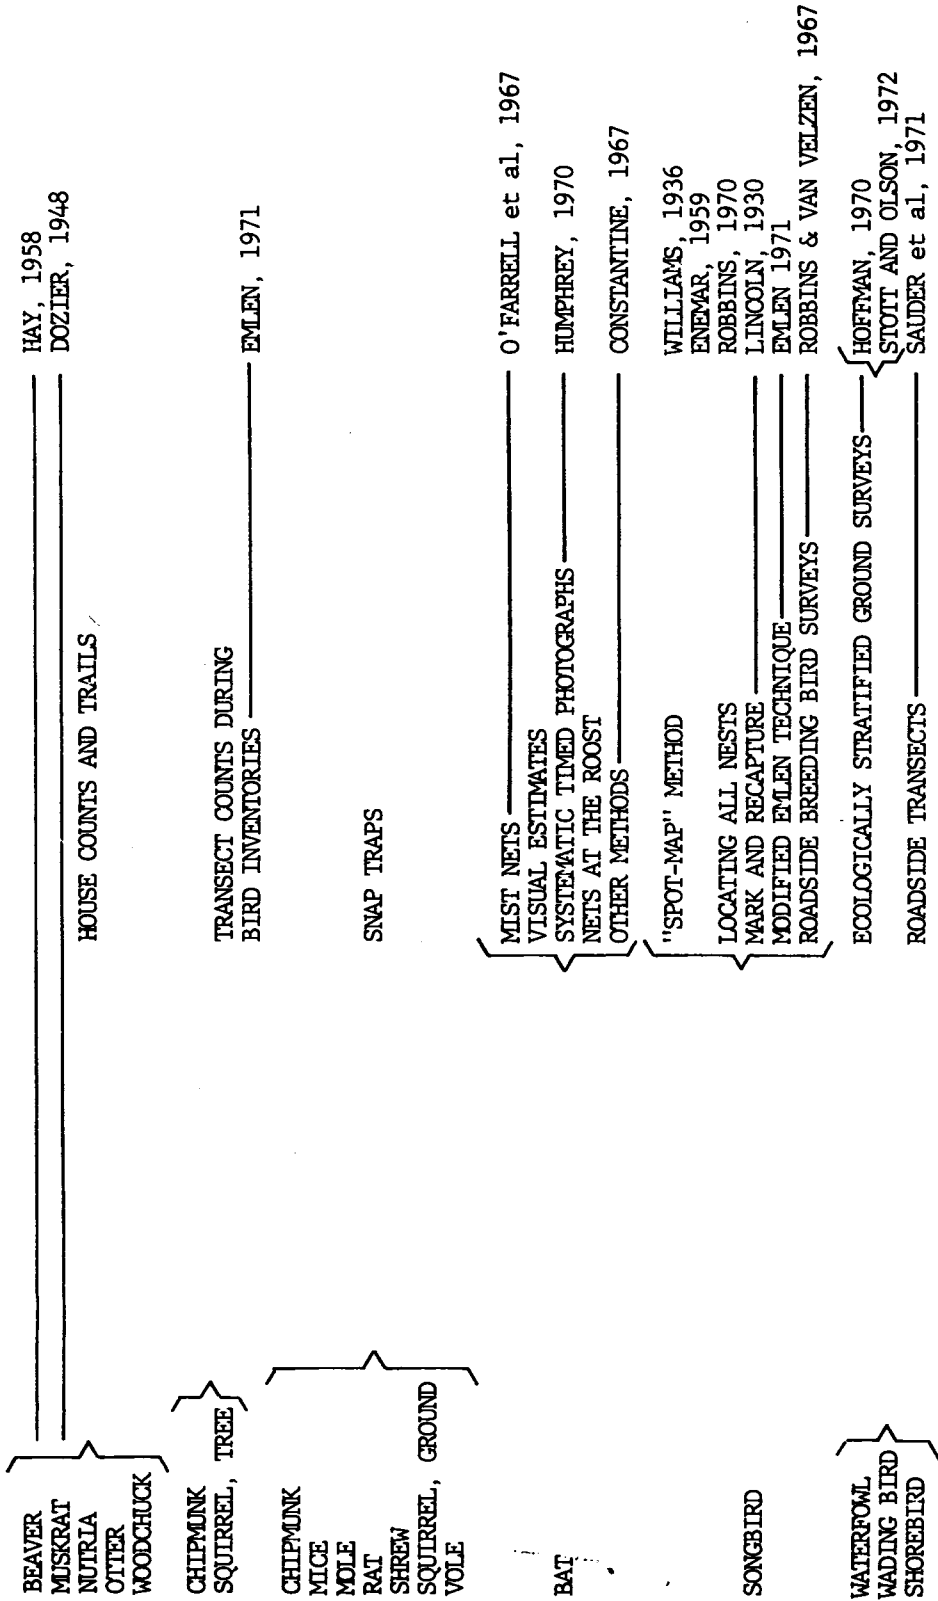 BEAVER HAY, 1958
MUSKRAT DOZIER, 1948
NUTRIA HOUSE COUNTS AND TRAILS
OTTER
WOODCHUCK
CHIPMUNK TRANSECT COUNTS DURING
SQUIRREL, TREE BIRD INVENTORIES EMLEN, 1971
CHIPMUNK
MICE
MOLE
RAT SNAP TRAPS
SHREW
SQUIRREL, GROUND
VOLE
MIST NETS O'FARRELL et al, 1967
VISUAL ESTIMATES
BAT SYSTEMATIC TIMED PHOTOGRAPHS HUMPHREY, 1970
NETS AT THE ROOST
OTHER METHODS CONSTANTINE, 1967
"SPOT-MAP" METHOD WILLIAMS, 1936
ENEMAR, 1959
LOCATING ALL NESTS ROBBINS, 1970
SONGBIRD MARK AND RECAPTURE LINCOLN, 1930
MODIFIED EMLEN TECHNIQUE EMLEN 1971
ROADSIDE BREEDING BIRD SURVEYS ROBBINS & VAN VELZEN, 1967
WATERFOWL ECOLOGICALLY STRATIFIED GROUND SURVEYS HOFFMAN, 1970
WADING BIRD STOTT AND OLSON, 1972
SHOREBIRD ROADSIDE TRANSECTS SAUDER et al, 1971